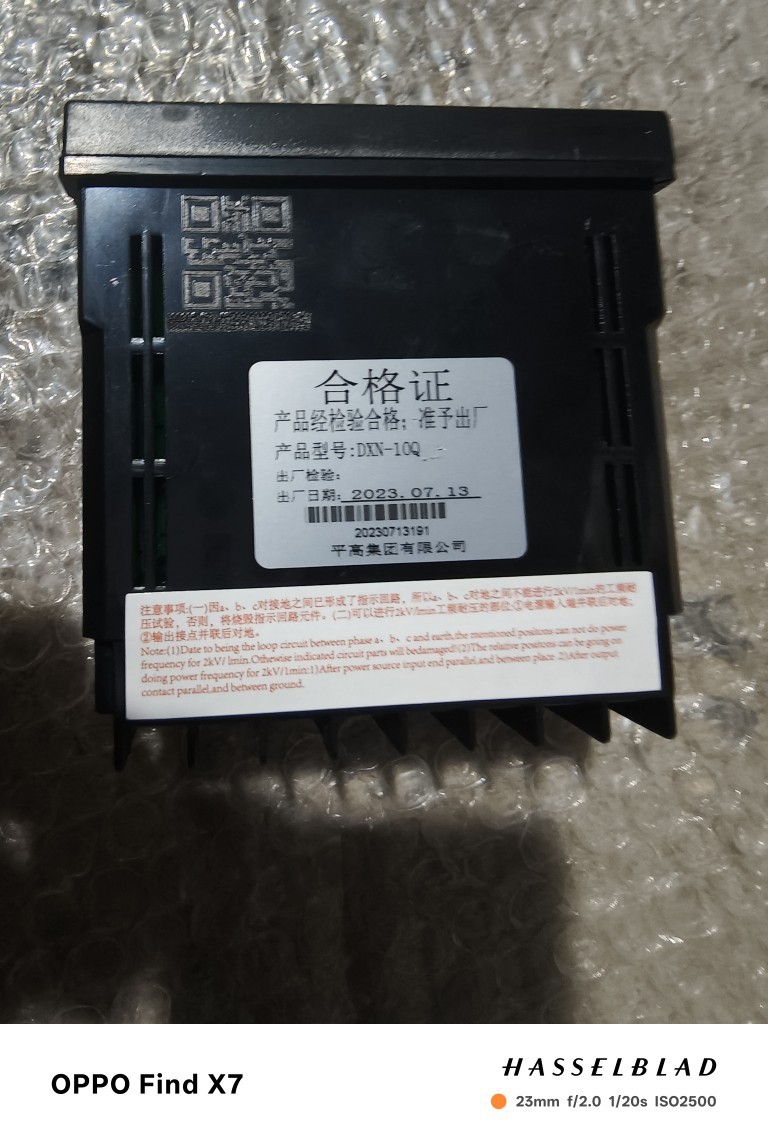 合格证
产品经检验合格；准予出厂
产品型号:DXN-10Q
出厂检验:
出厂日期: 2023. 07. 13
20230713191
平高集团有限公司
注意事项:(一)因a、b、c对接地之间已形成了指示回路，所以a、b、c对地之间不能进行2kV/1min的工频耐
压试验，否则，将烧毁指示回路元件。(二)可以进行2kV/1min工频耐压的部位:①电源输入端并联后对地；
②输出接点并联后对地。
Note:(1)Date to being the loop circuit between phase a、b、c and earth,the mentioned positions can not do power
frequency for 2kV/ 1min.Othewise indicated circuit parts will bedamaged!(2)The relative positons can be going on
doing power frequency for 2kV/1min:1)After power source input end parallel,and between place 2)After output
contact parallel,and between ground.
OPPO Find X7
HASSELBLAD
23mm f/2.0 1/20s ISO2500